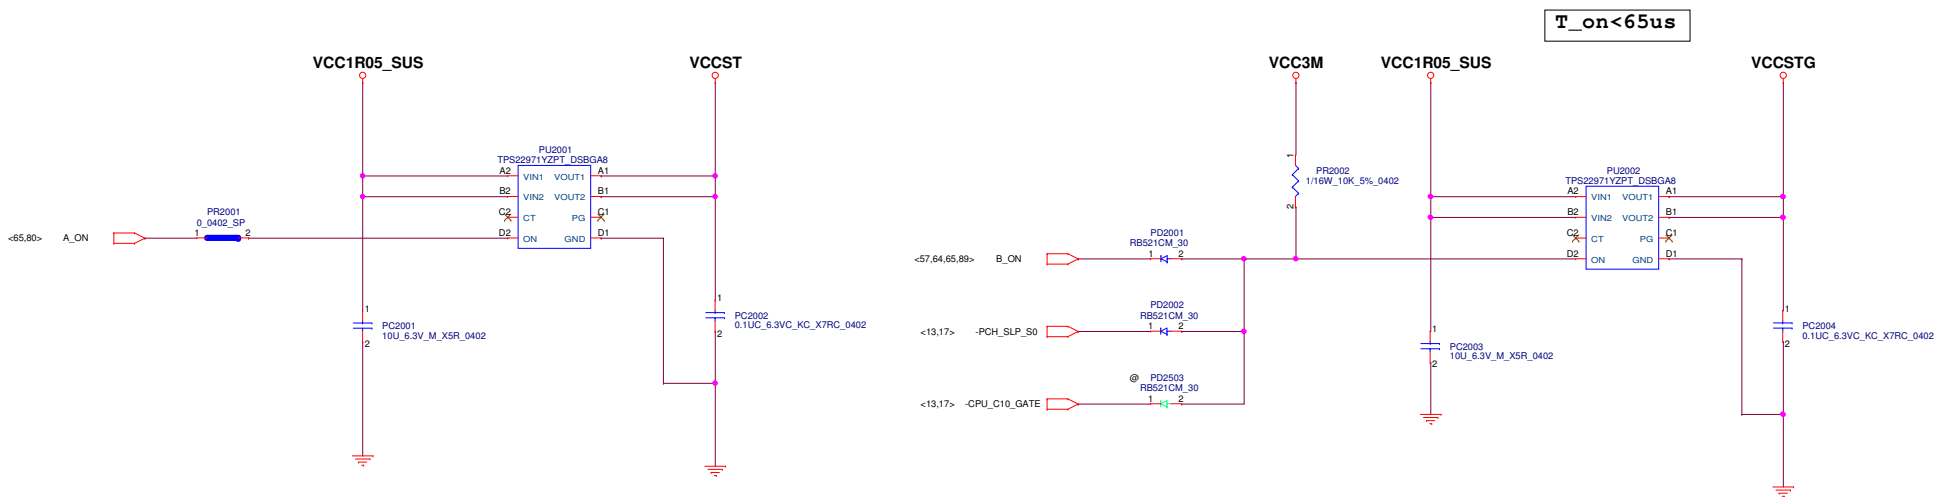 T_on<65us
VCC1R05_SUS
VCCST
VCC3M
VCC1R05_SUS
VCCSTG
PU2001
TPS22971YZPT_DSBGA8
A2 VIN1 VOUT1 A1
B2 VIN2 VOUT2 B1
C2 CT PG C1
D2 ON GND D1
PR2001
0_0402_SP
1 2
<65,80> A_ON
1
PC2001
10U_6.3V_M_X5R_0402
2
1
PC2002
0.1UC_6.3VC_KC_X7RC_0402
2
1
PR2002
1/16W_10K_5%_0402
2
PU2002
TPS22971YZPT_DSBGA8
A2 VIN1 VOUT1 A1
B2 VIN2 VOUT2 B1
C2 CT PG C1
D2 ON GND D1
PD2001
RB521CM_30
<57,64,65,89> B_ON 1 2
PD2002
RB521CM_30
<13,17> -PCH_SLP_S0 1 2
@ PD2503
RB521CM_30
<13,17> -CPU_C10_GATE 1 2
1
PC2003
10U_6.3V_M_X5R_0402
2
1
PC2004
0.1UC_6.3VC_KC_X7RC_0402
2